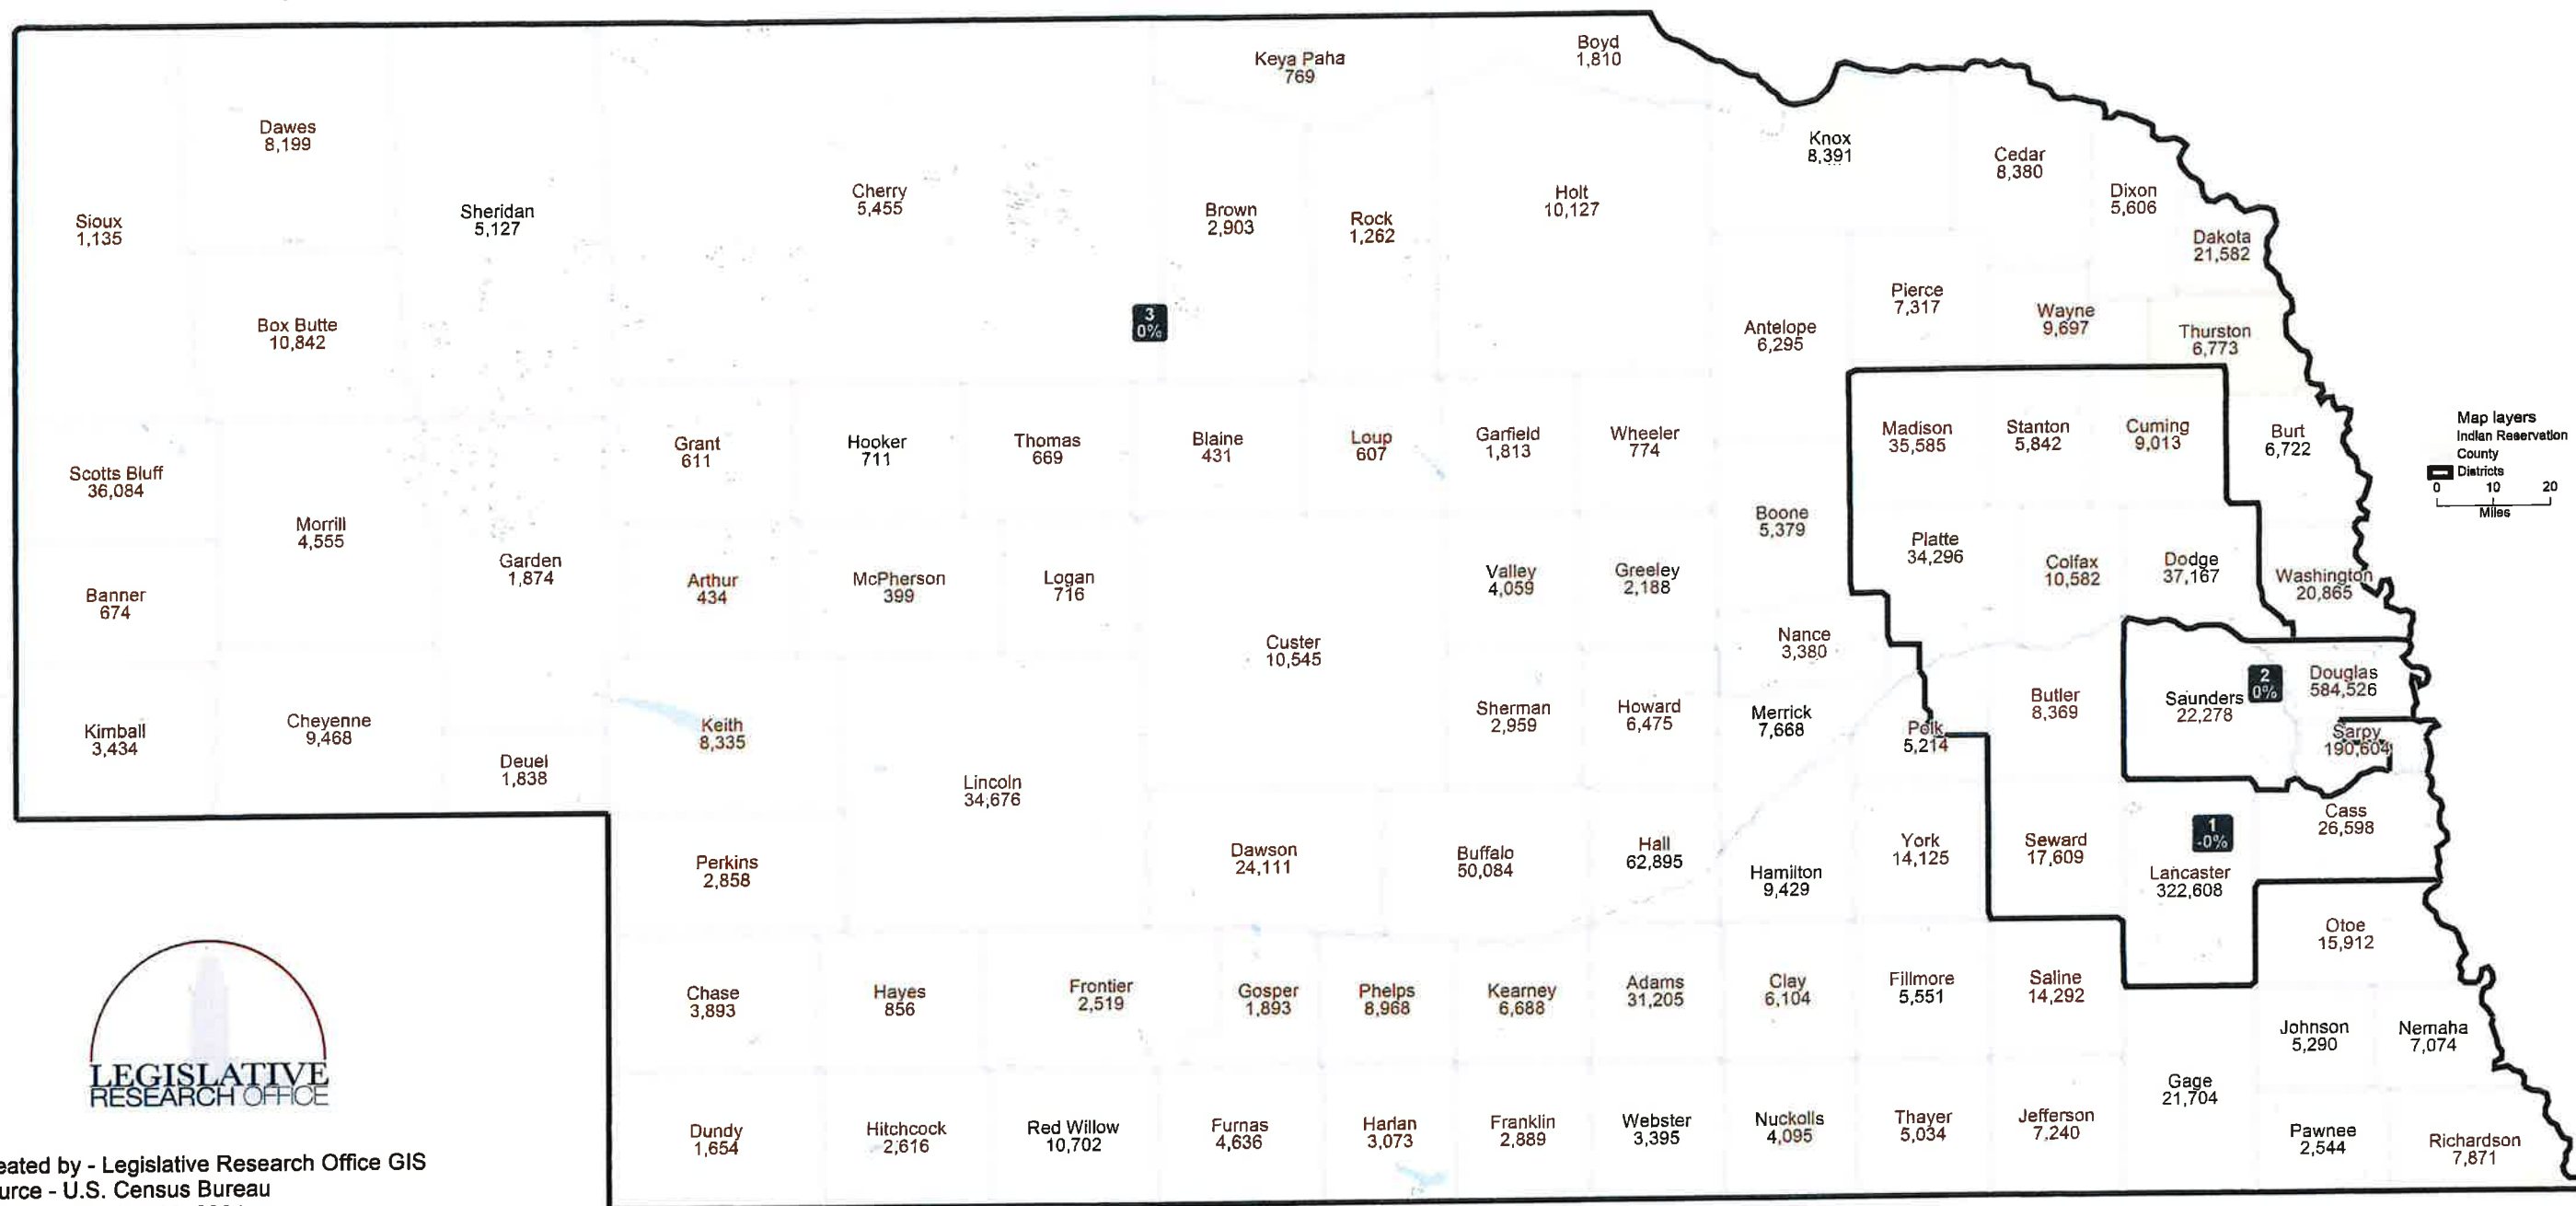 Keya Paha
769
Boyd
1,810
Dawes
8,199
Knox
8,391
Cedar
8,380
Dixon
5,606
Sioux
1,135
Sheridan
5,127
Cherry
5,455
Brown
2,903
Rock
1,262
Holt
10,127
Dakota
21,582
Box Butte
10,842
3
0%
Antelope
6,295
Pierce
7,317
Wayne
9,697
Thurston
6,773
Scotts Bluff
36,084
Grant
611
Hooker
711
Thomas
669
Blaine
431
Loup
607
Garfield
1,813
Wheeler
774
Madison
35,585
Stanton
5,842
Cuming
9,013
Burt
6,722
Map layers
Indian Reservation
County
Districts
0 10 20
Miles
Morrill
4,555
Garden
1,874
Boone
5,379
Platte
34,296
Colfax
10,582
Dodge
37,167
Washington
20,865
Banner
674
Arthur
434
McPherson
399
Logan
716
Valley
4,059
Greeley
2,188
Custer
10,545
Nance
3,380
Kimball
3,434
Cheyenne
9,468
Deuel
1,838
Keith
8,335
Lincoln
34,676
Sherman
2,959
Howard
6,475
Merrick
7,668
Polk
5,214
Butler
8,369
Saunders
22,278
2
0%
Douglas
584,526
Sarpy
190,604
Perkins
2,858
Dawson
24,111
Buffalo
50,084
Hall
62,895
Hamilton
9,429
York
14,125
Seward
17,609
1
-0%
Lancaster
322,608
Cass
26,598
Otoe
15,912
Chase
3,893
Hayes
856
Frontier
2,519
Gosper
1,893
Phelps
8,968
Kearney
6,688
Adams
31,205
Clay
6,104
Fillmore
5,551
Saline
14,292
Johnson
5,290
Nemaha
7,074
Gage
21,704
LEGISLATIVE
RESEARCH OFFICE
Dundy
1,654
Hitchcock
2,616
Red Willow
10,702
Furnas
4,636
Harlan
3,073
Franklin
2,889
Webster
3,395
Nuckolls
4,095
Thayer
5,034
Jefferson
7,240
Pawnee
2,544
Richardson
7,871
eated by - Legislative Research Office GIS
urce - U.S. Census Bureau